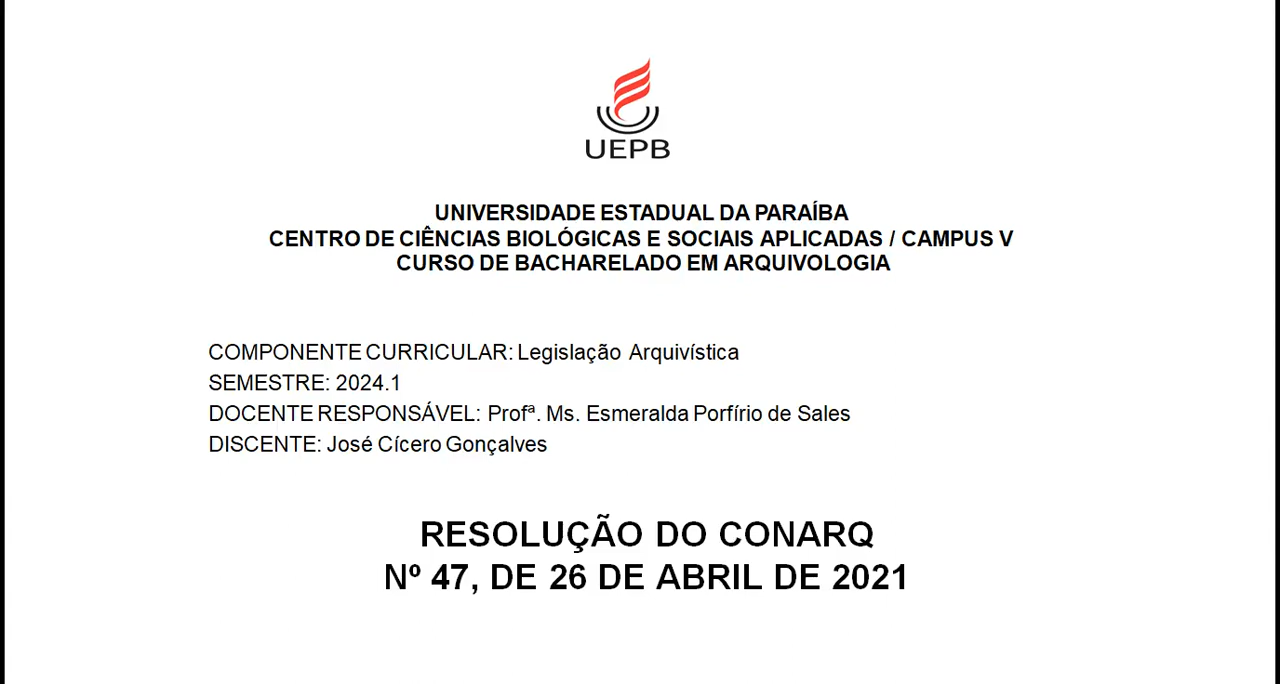 UEPB
UNIVERSIDADE ESTADUAL DA PARAÍBA
CENTRO DE CIÊNCIAS BIOLÓGICAS E SOCIAIS APLICADAS / CAMPUS V
CURSO DE BACHARELADO EM ARQUIVOLOGIA
COMPONENTE CURRICULAR: Legislação Arquivística
SEMESTRE: 2024.1
DOCENTE RESPONSÁVEL: Profª. Ms. Esmeralda Porfírio de Sales
DISCENTE: José Cícero Gonçalves
RESOLUÇÃO DO CONARQ
Nº 47, DE 26 DE ABRIL DE 2021